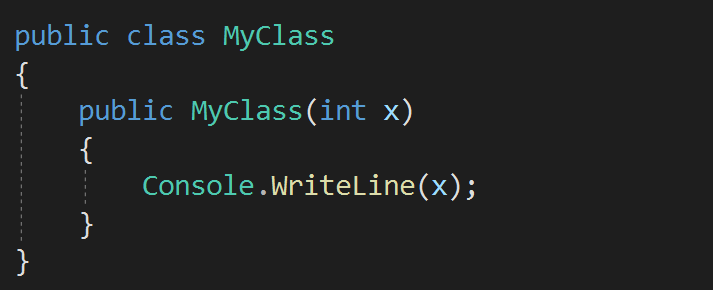 public class MyClass
{
    public MyClass(int x)
    {
        Console.WriteLine(x);
    }
}